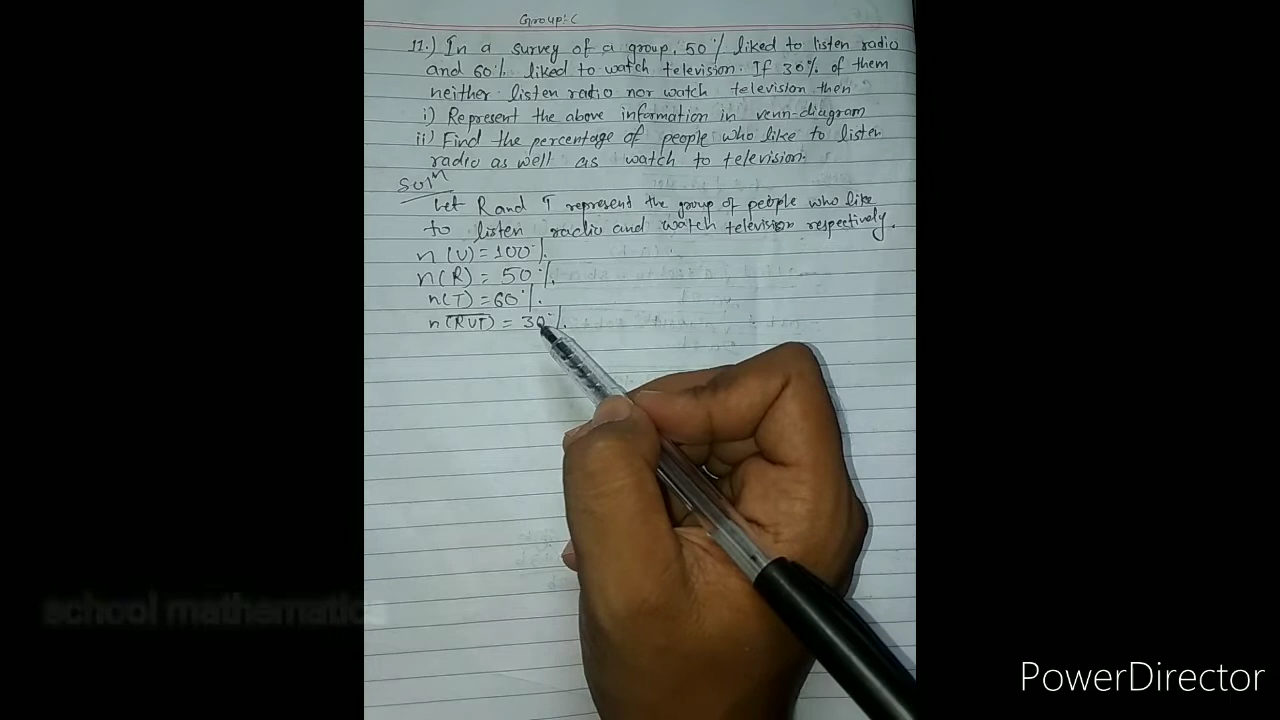 Group:C
11.) In a survey of a group, 50% liked to listen radio
and 60% liked to watch television. If 30% of them
neither listen radio nor watch television then
i) Represent the above information in venn-diagram
ii) Find the percentage of people who like to listen
radio as well as watch to television.
Solⁿ
Let R and T represent the group of people who like
to listen radio and watch television respectively.
n(U) = 100%.
n(R) = 50%.
n(T) = 60%.
n(R̅U̅T̅) = 30%.
school mathematics
PowerDirector